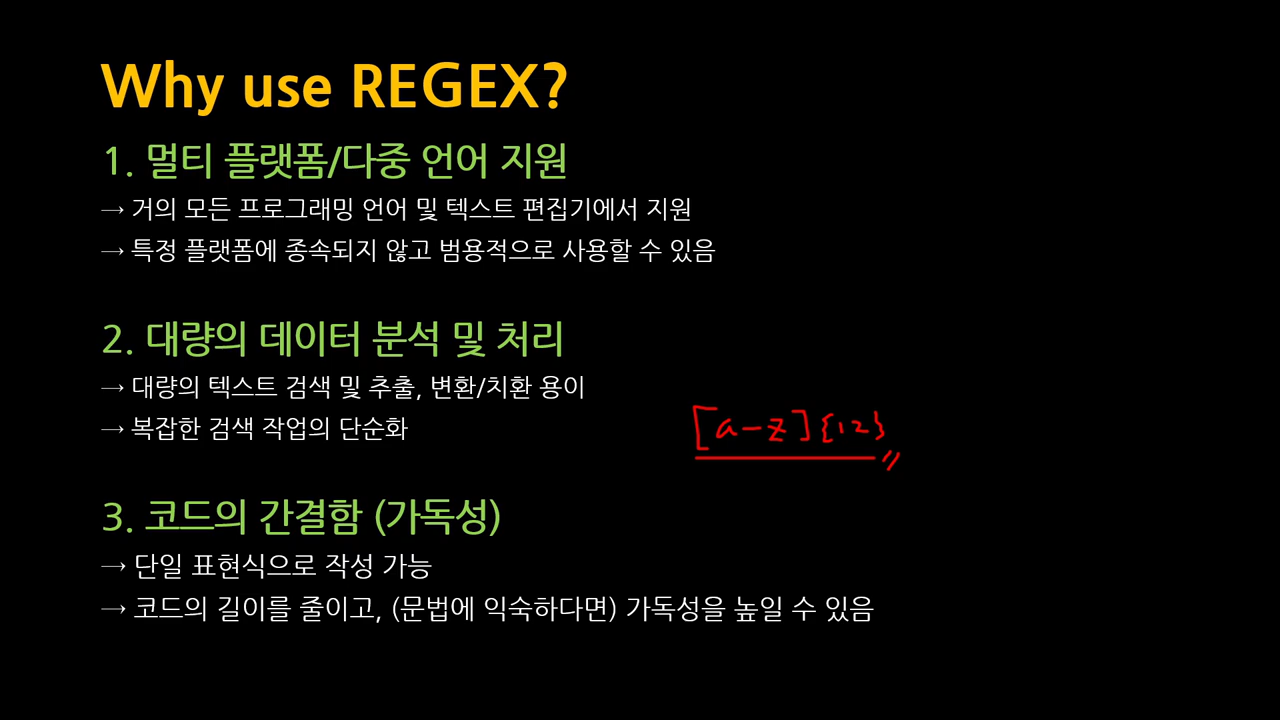 Why use REGEX?
1. 멀티 플랫폼/다중 언어 지원
→ 거의 모든 프로그래밍 언어 및 텍스트 편집기에서 지원
→ 특정 플랫폼에 종속되지 않고 범용적으로 사용할 수 있음
2. 대량의 데이터 분석 및 처리
→ 대량의 텍스트 검색 및 추출, 변환/치환 용이
→ 복잡한 검색 작업의 단순화
[a-z]{12}
3. 코드의 간결함 (가독성)
→ 단일 표현식으로 작성 가능
→ 코드의 길이를 줄이고, (문법에 익숙하다면) 가독성을 높일 수 있음